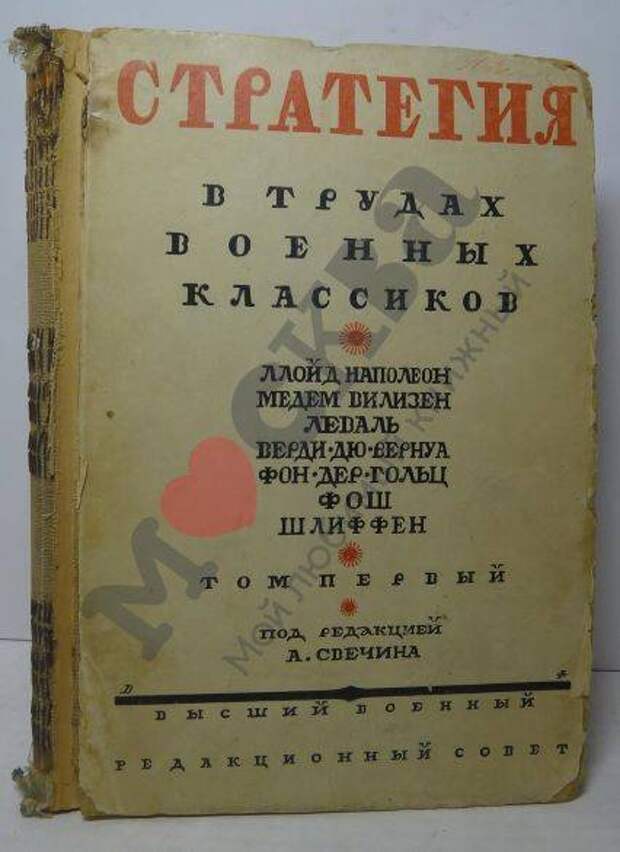 СТРАТЕГИЯ
В ТРУДАХ
ВОЕННЫХ
КЛАССИКОВ
ЛЛОЙД НАПОЛЕОН
МЕДЕМ ВИЛИЗЕН
ЛЕВАЛЬ
ВЕРДИ·ДЮ·ВЕРНУА
ФОН·ДЕР·ГОЛЬЦ
ФОШ
ШЛИФФЕН
ТОМ ПЕРВЫЙ
ПОД РЕДАКЦИЕЙ
А. СВЕЧИНА
ВЫСШИЙ ВОЕННЫЙ
РЕДАКЦИОННЫЙ СОВЕТ
МОСКВА
Мой книжный